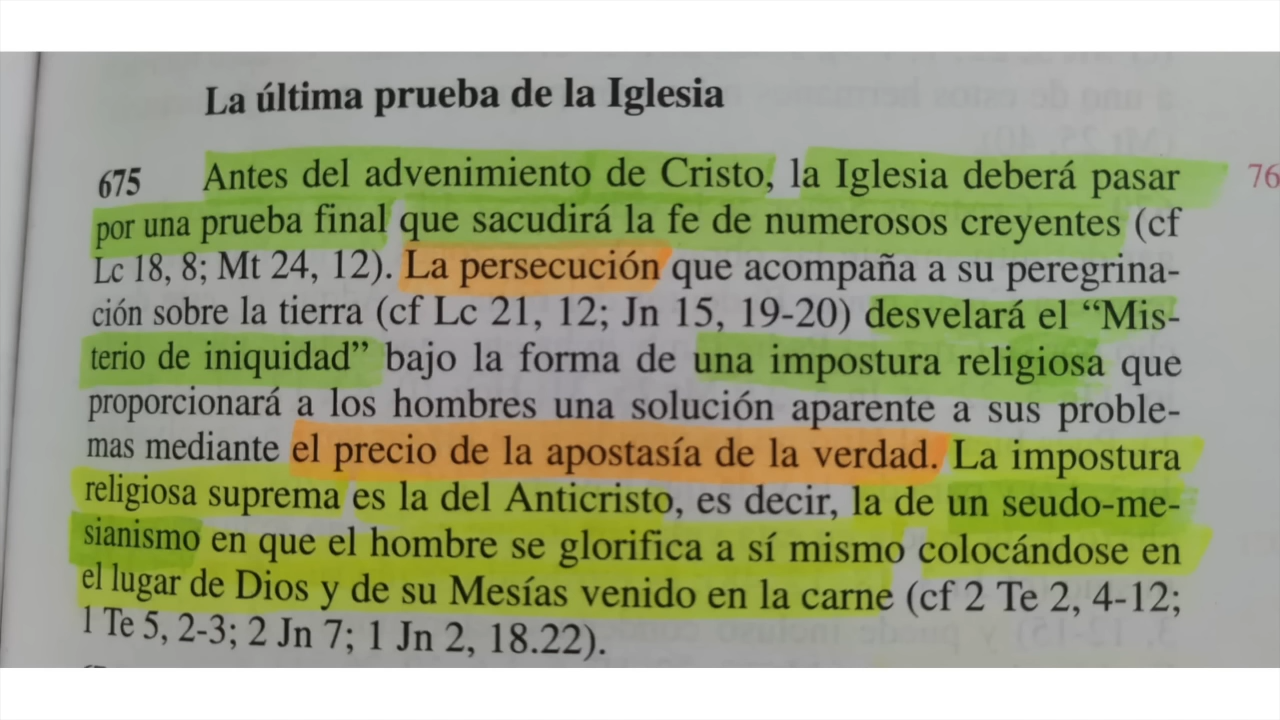 La última prueba de la Iglesia
675 Antes del advenimiento de Cristo, la Iglesia deberá pasar 76
por una prueba final que sacudirá la fe de numerosos creyentes (cf
Lc 18, 8; Mt 24, 12). La persecución que acompaña a su peregrina-
ción sobre la tierra (cf Lc 21, 12; Jn 15, 19-20) desvelará el “Mis-
terio de iniquidad” bajo la forma de una impostura religiosa que
proporcionará a los hombres una solución aparente a sus proble-
mas mediante el precio de la apostasía de la verdad. La impostura
religiosa suprema es la del Anticristo, es decir, la de un seudo-me-
sianismo en que el hombre se glorifica a sí mismo colocándose en
el lugar de Dios y de su Mesías venido en la carne (cf 2 Te 2, 4-12;
1 Te 5, 2-3; 2 Jn 7; 1 Jn 2, 18.22).